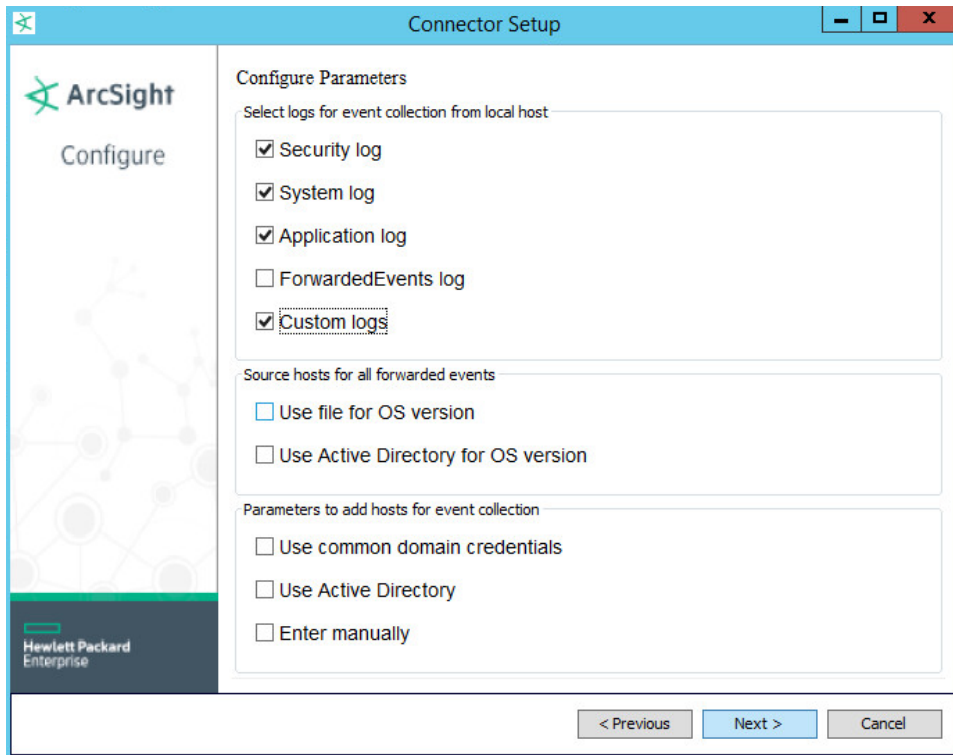 Connector Setup
ArcSight
Configure
Configure Parameters
Select logs for event collection from local host
Security log
System log
Application log
ForwardedEvents log
Custom logs
Source hosts for all forwarded events
Use file for OS version
Use Active Directory for OS version
Parameters to add hosts for event collection
Use common domain credentials
Use Active Directory
Enter manually
Hewlett Packard
Enterprise
< Previous
Next >
Cancel